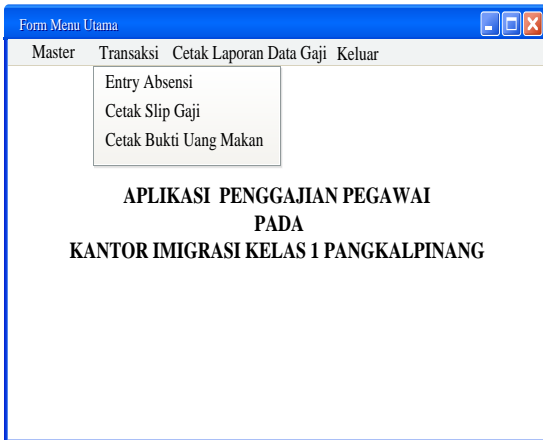 Form Menu Utama
Master Transaksi Cetak Laporan Data Gaji Keluar
Entry Absensi
Cetak Slip Gaji
Cetak Bukti Uang Makan
APLIKASI PENGGAJIAN PEGAWAI
PADA
KANTOR IMIGRASI KELAS 1 PANGKALPINANG